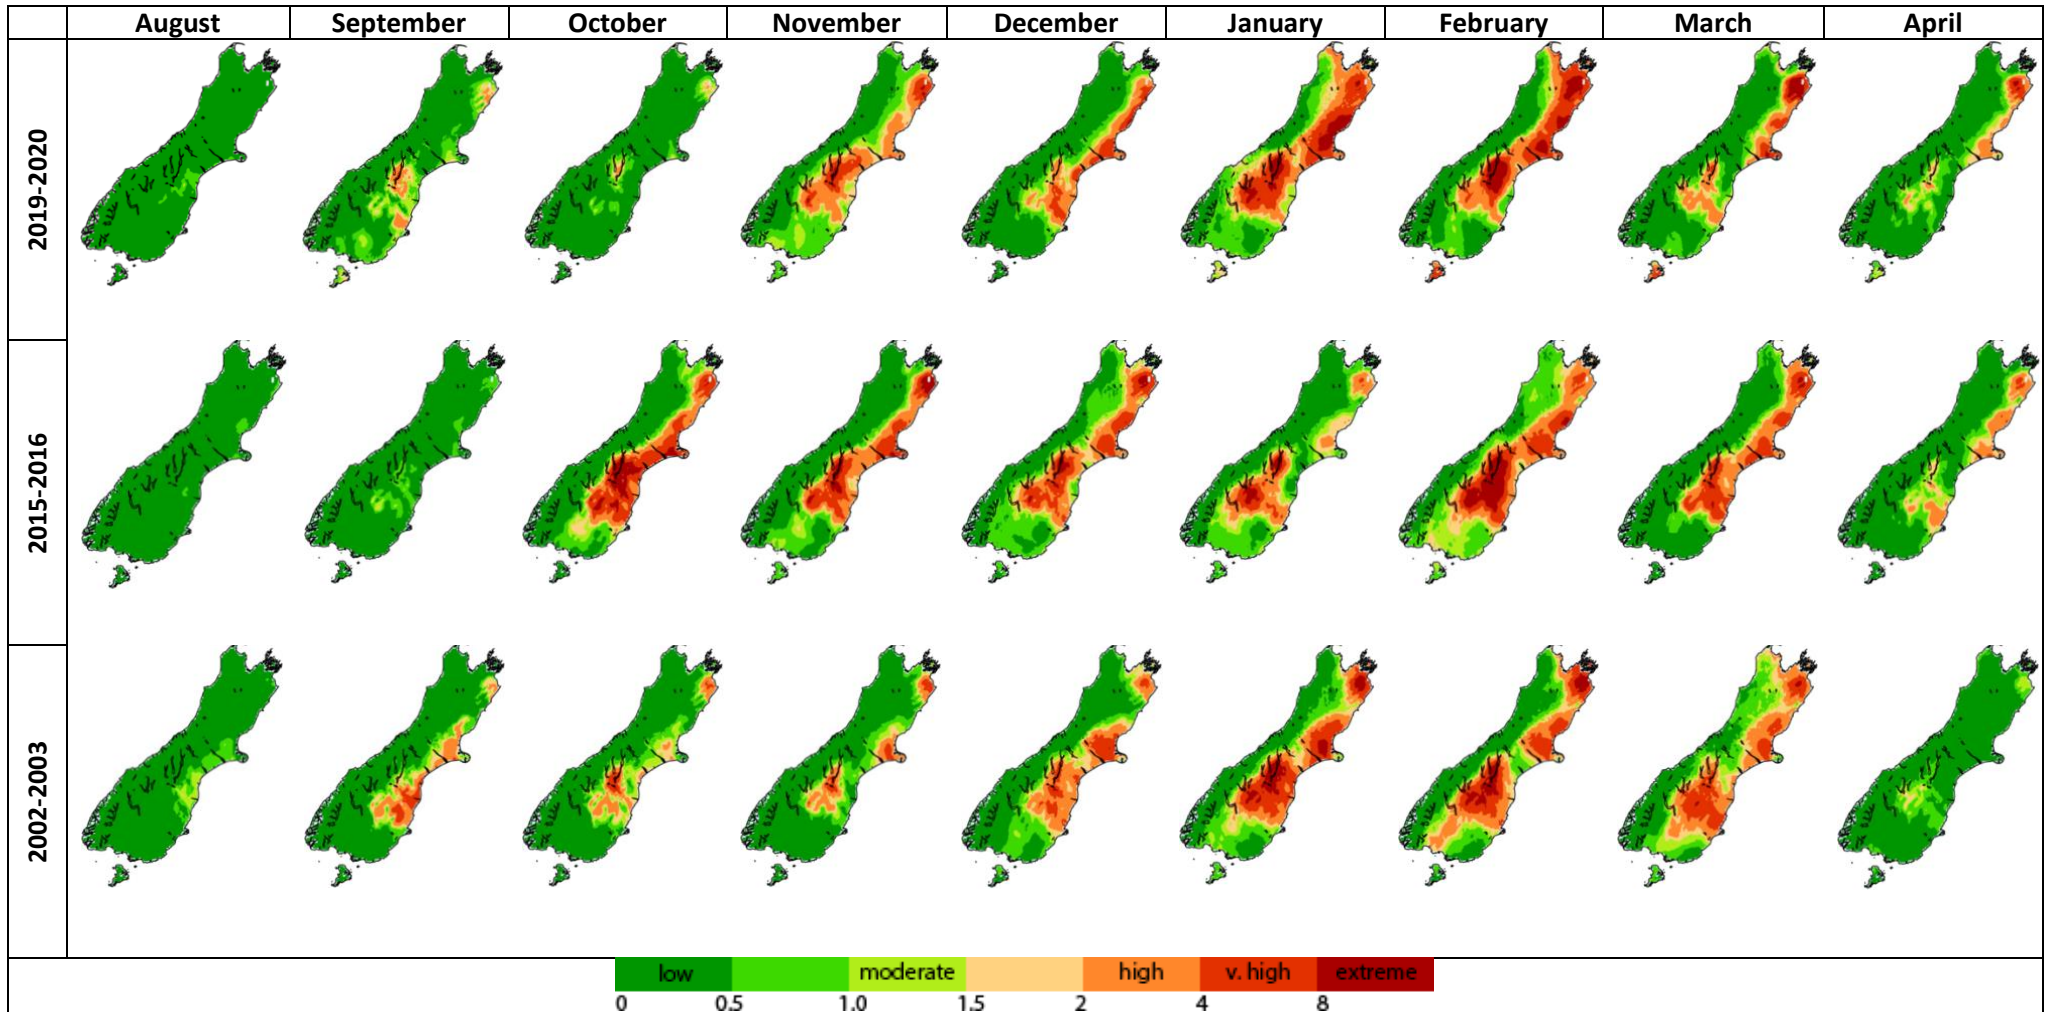 August September October November December January February March April
2019-2020
2015-2016
2002-2003
low moderate high v. high extreme
0 0.5 1.0 1.5 2 4 8